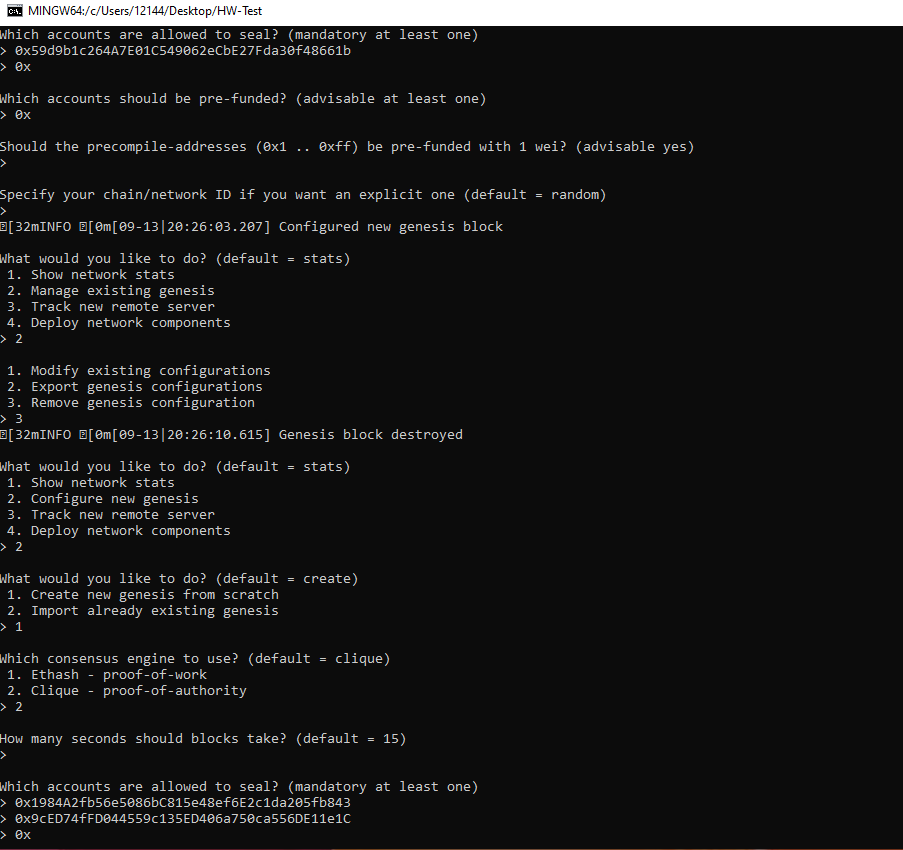 MINGW64:/c/Users/12144/Desktop/HW-Test
Which accounts are allowed to seal? (mandatory at least one)
> 0x59d9b1c264A7E01C549062eCbE27Fda30f48661b
> 0x
Which accounts should be pre-funded? (advisable at least one)
> 0x
Should the precompile-addresses (0x1 .. 0xff) be pre-funded with 1 wei? (advisable yes)
>
Specify your chain/network ID if you want an explicit one (default = random)
>
[32mINFO [0m[09-13|20:26:03.207] Configured new genesis block
What would you like to do? (default = stats)
1. Show network stats
2. Manage existing genesis
3. Track new remote server
4. Deploy network components
> 2
1. Modify existing configurations
2. Export genesis configurations
3. Remove genesis configuration
> 3
[32mINFO [0m[09-13|20:26:10.615] Genesis block destroyed
What would you like to do? (default = stats)
1. Show network stats
2. Configure new genesis
3. Track new remote server
4. Deploy network components
> 2
What would you like to do? (default = create)
1. Create new genesis from scratch
2. Import already existing genesis
> 1
Which consensus engine to use? (default = clique)
1. Ethash - proof-of-work
2. Clique - proof-of-authority
> 2
How many seconds should blocks take? (default = 15)
>
Which accounts are allowed to seal? (mandatory at least one)
> 0x1984A2fb56e5086bC815e48ef6E2c1da205fb843
> 0x9cED74fFD044559c135ED406a750ca556DE11e1C
> 0x